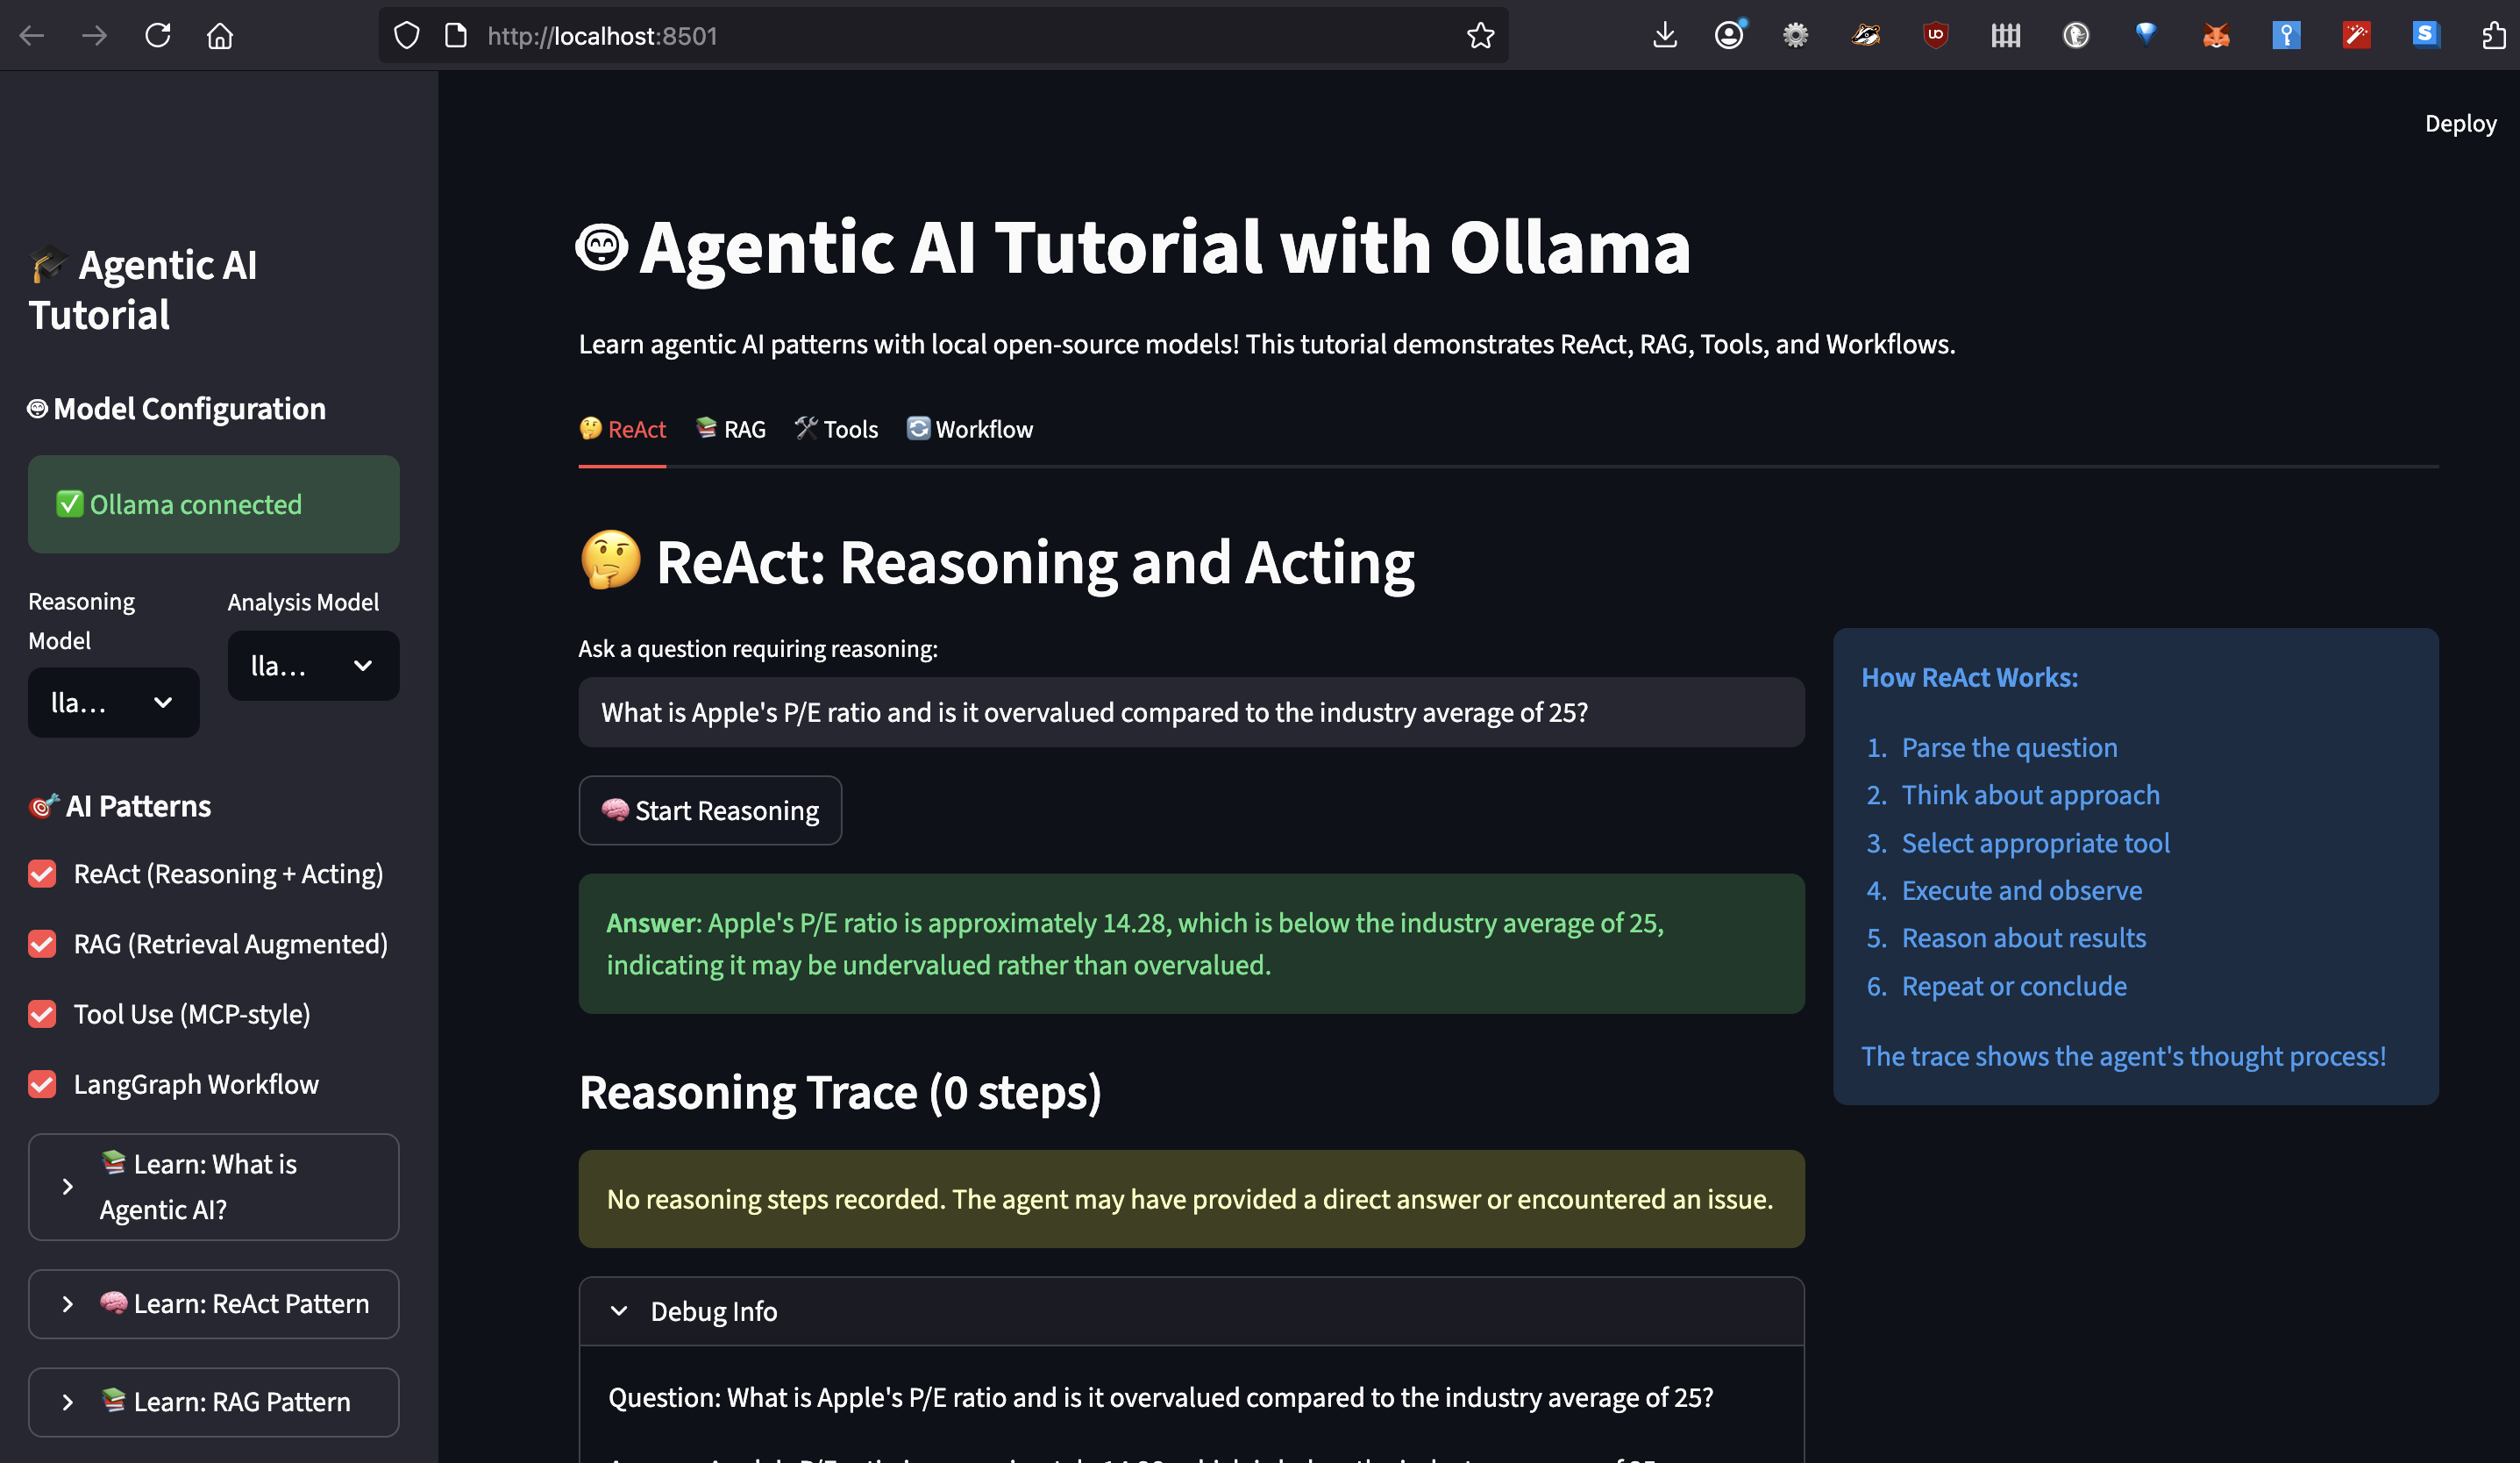 http://localhost:8501
Deploy
🎓 Agentic AI
Tutorial
Model Configuration
✅ Ollama connected
Reasoning
Model
lla...
Analysis Model
lla...
🎯 AI Patterns
ReAct (Reasoning + Acting)
RAG (Retrieval Augmented)
Tool Use (MCP-style)
LangGraph Workflow
📚 Learn: What is
Agentic AI?
🧠 Learn: ReAct Pattern
📚 Learn: RAG Pattern
Agentic AI Tutorial with Ollama
Learn agentic AI patterns with local open-source models! This tutorial demonstrates ReAct, RAG, Tools, and Workflows.
🤔 ReAct
📚 RAG
🛠️ Tools
🔄 Workflow
🤔 ReAct: Reasoning and Acting
Ask a question requiring reasoning:
What is Apple's P/E ratio and is it overvalued compared to the industry average of 25?
🧠 Start Reasoning
Answer: Apple's P/E ratio is approximately 14.28, which is below the industry average of 25,
indicating it may be undervalued rather than overvalued.
Reasoning Trace (0 steps)
No reasoning steps recorded. The agent may have provided a direct answer or encountered an issue.
Debug Info
Question: What is Apple's P/E ratio and is it overvalued compared to the industry average of 25?
How ReAct Works:
1. Parse the question
2. Think about approach
3. Select appropriate tool
4. Execute and observe
5. Reason about results
6. Repeat or conclude
The trace shows the agent's thought process!